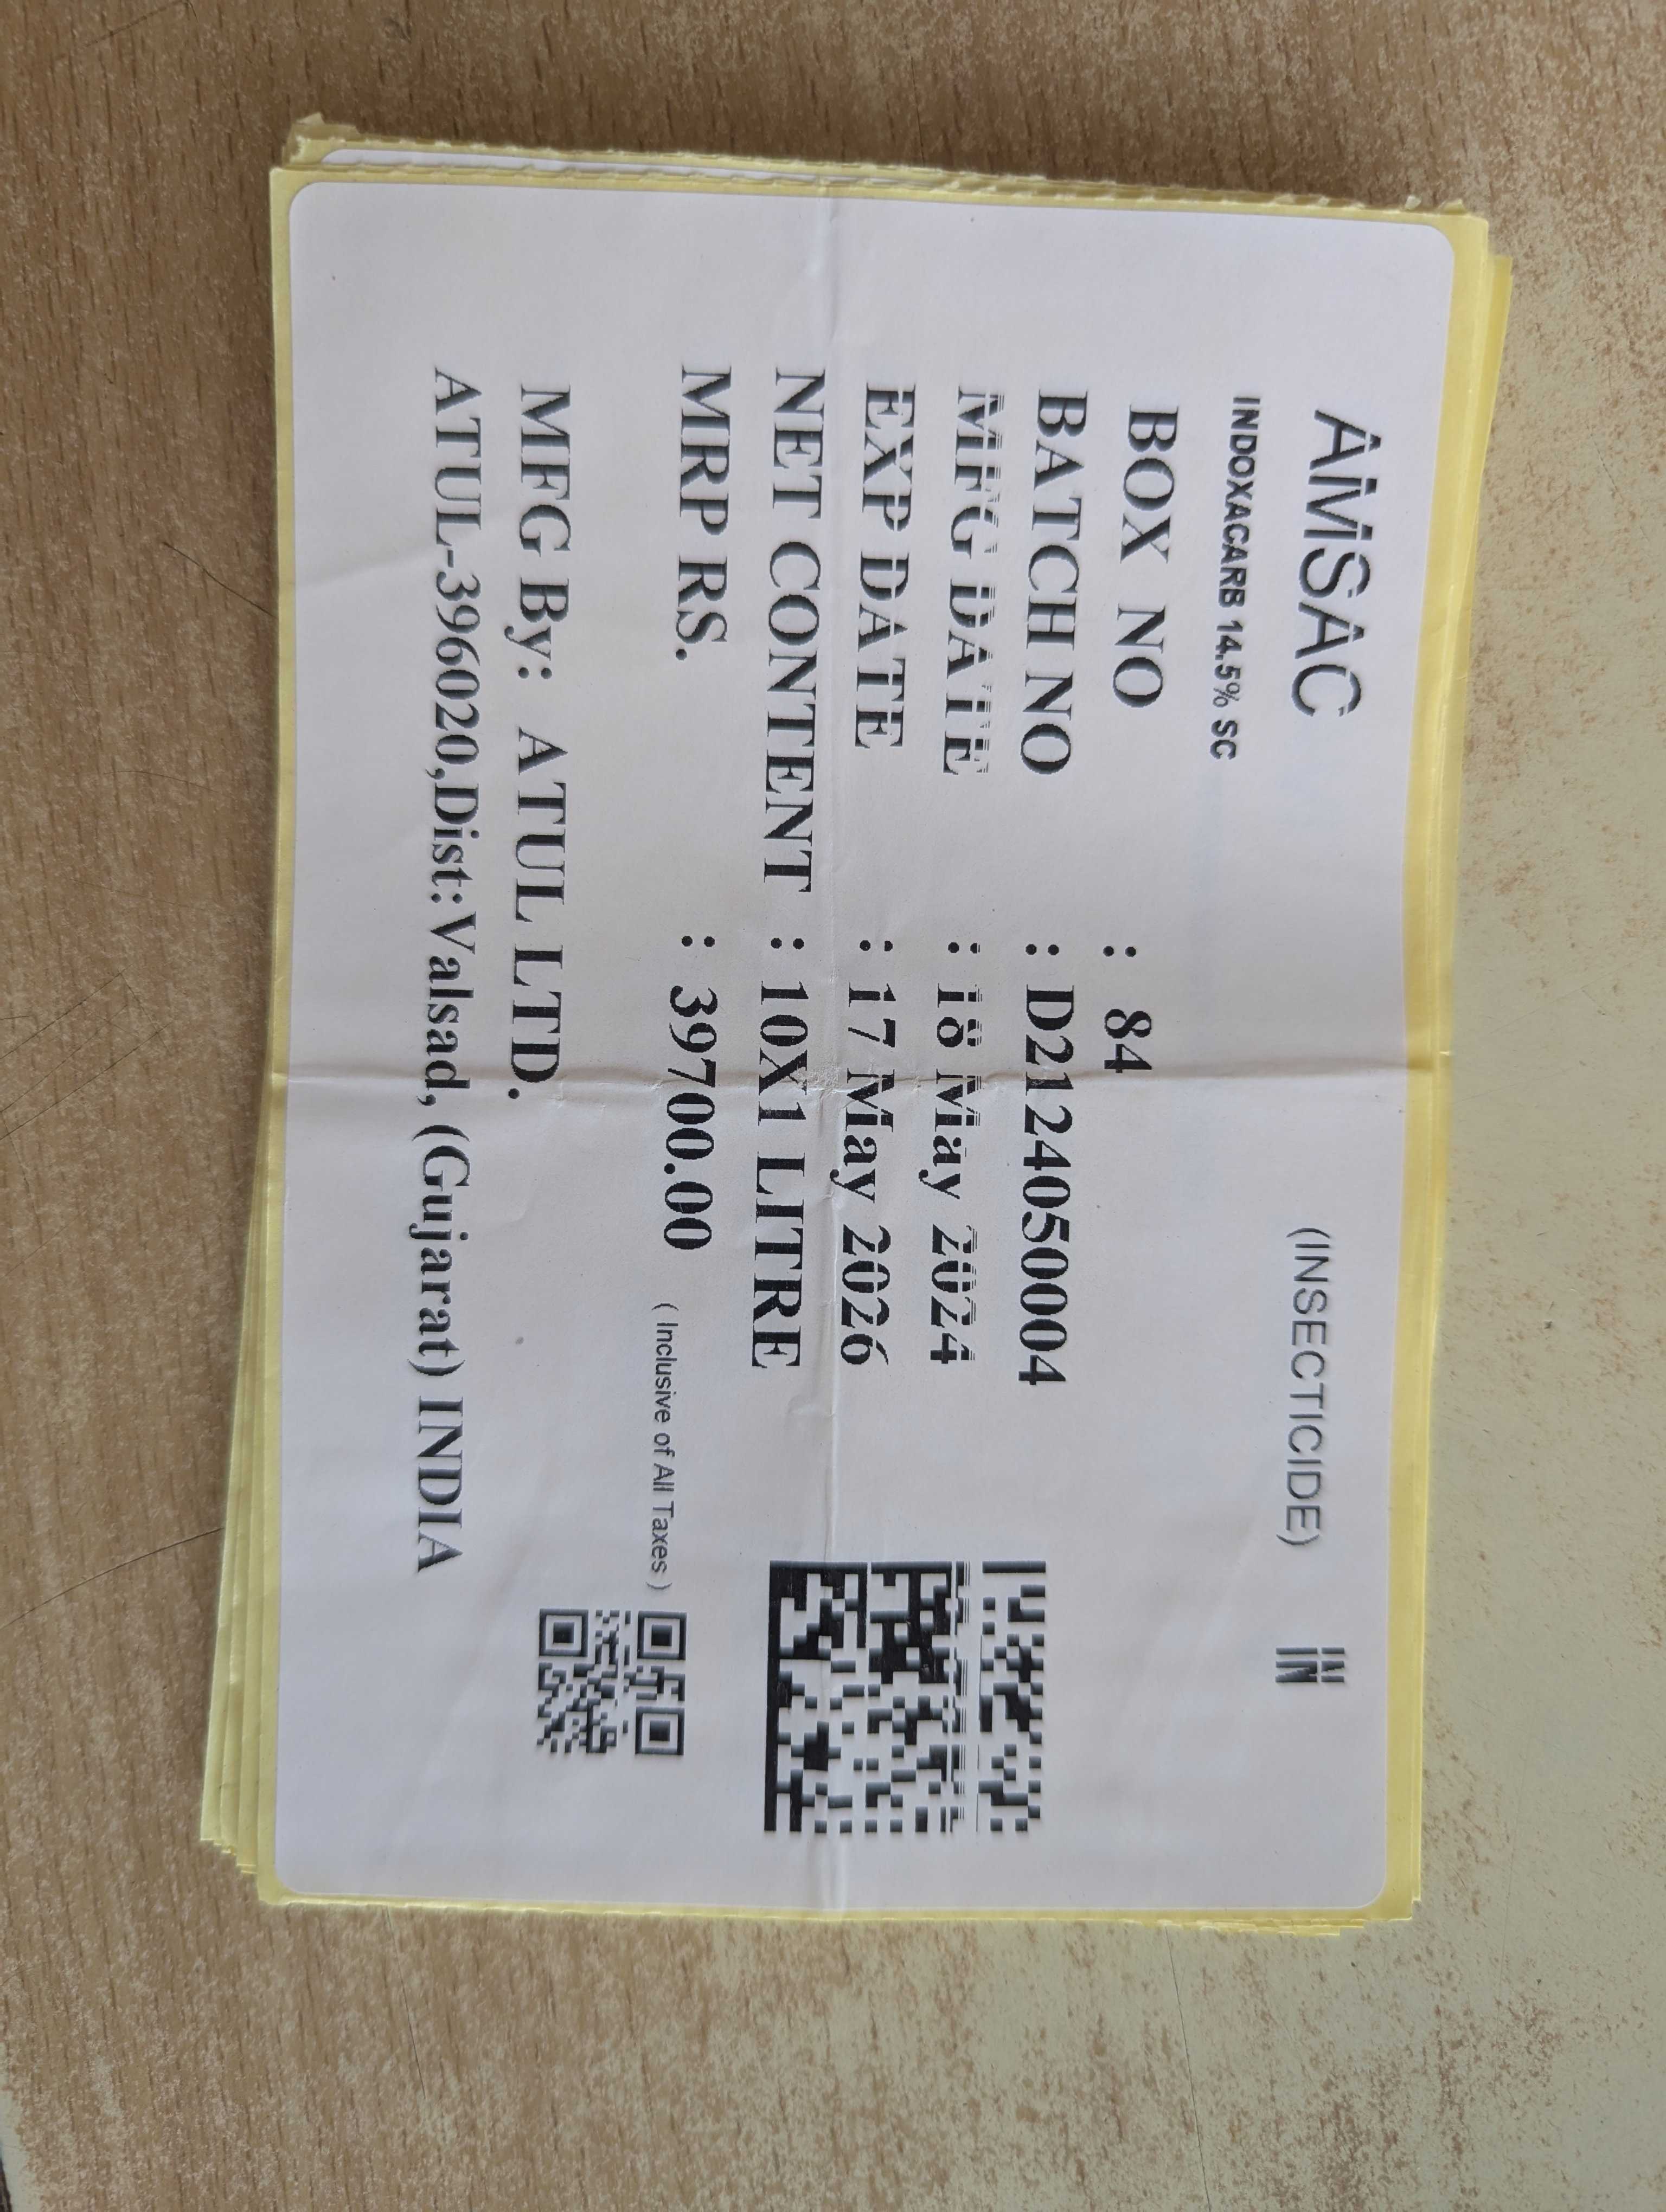 AMSAC (INSECTICIDE) IN
INDOXACARB 14.5% SC
BOX NO : 84
BATCH NO : D2124050004
MFG DATE : 18 May 2024
EXP DATE : 17 May 2026
NET CONTENT : 10X1 LITRE
MRP RS. : 39700.00 ( Inclusive of All Taxes )
MFG By: ATUL LTD.
ATUL-396020,Dist:Valsad, (Gujarat) INDIA